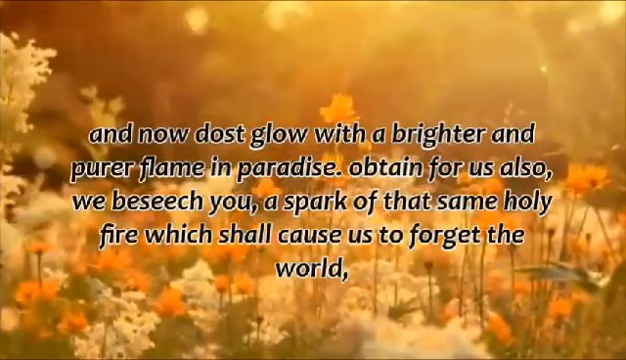 and now dost glow with a brighter and
purer flame in paradise. obtain for us also,
we beseech you, a spark of that same holy
fire which shall cause us to forget the
world,